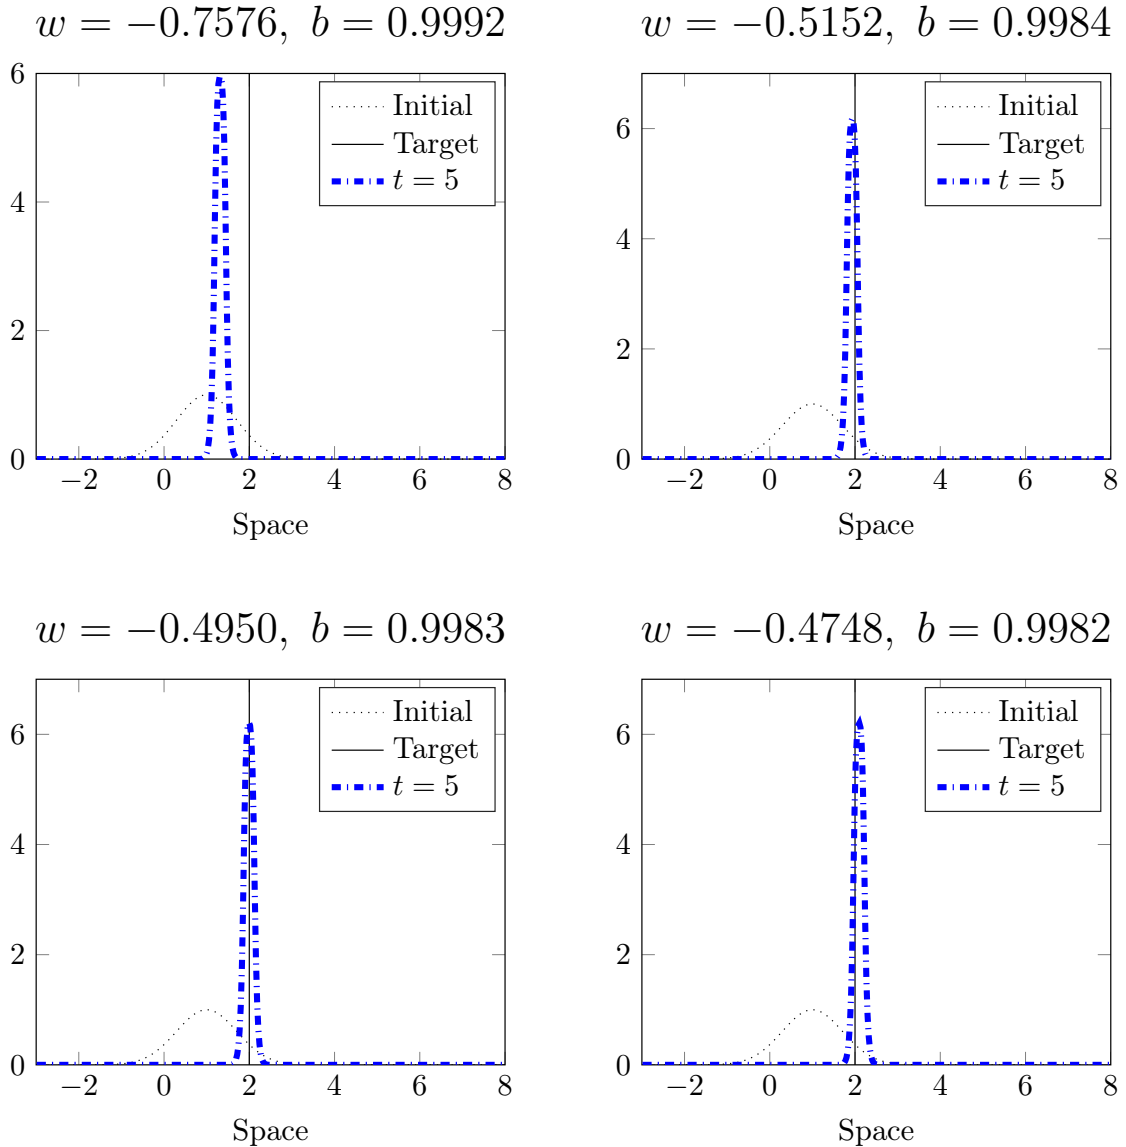 w = −0.7576, b = 0.9992
6
4
2
0
Initial
Target
t = 5
−2 0 2 4 6 8
Space
w = −0.5152, b = 0.9984
6
4
2
0
Initial
Target
t = 5
−2 0 2 4 6 8
Space
w = −0.4950, b = 0.9983
6
4
2
0
Initial
Target
t = 5
−2 0 2 4 6 8
Space
w = −0.4748, b = 0.9982
6
4
2
0
Initial
Target
t = 5
−2 0 2 4 6 8
Space